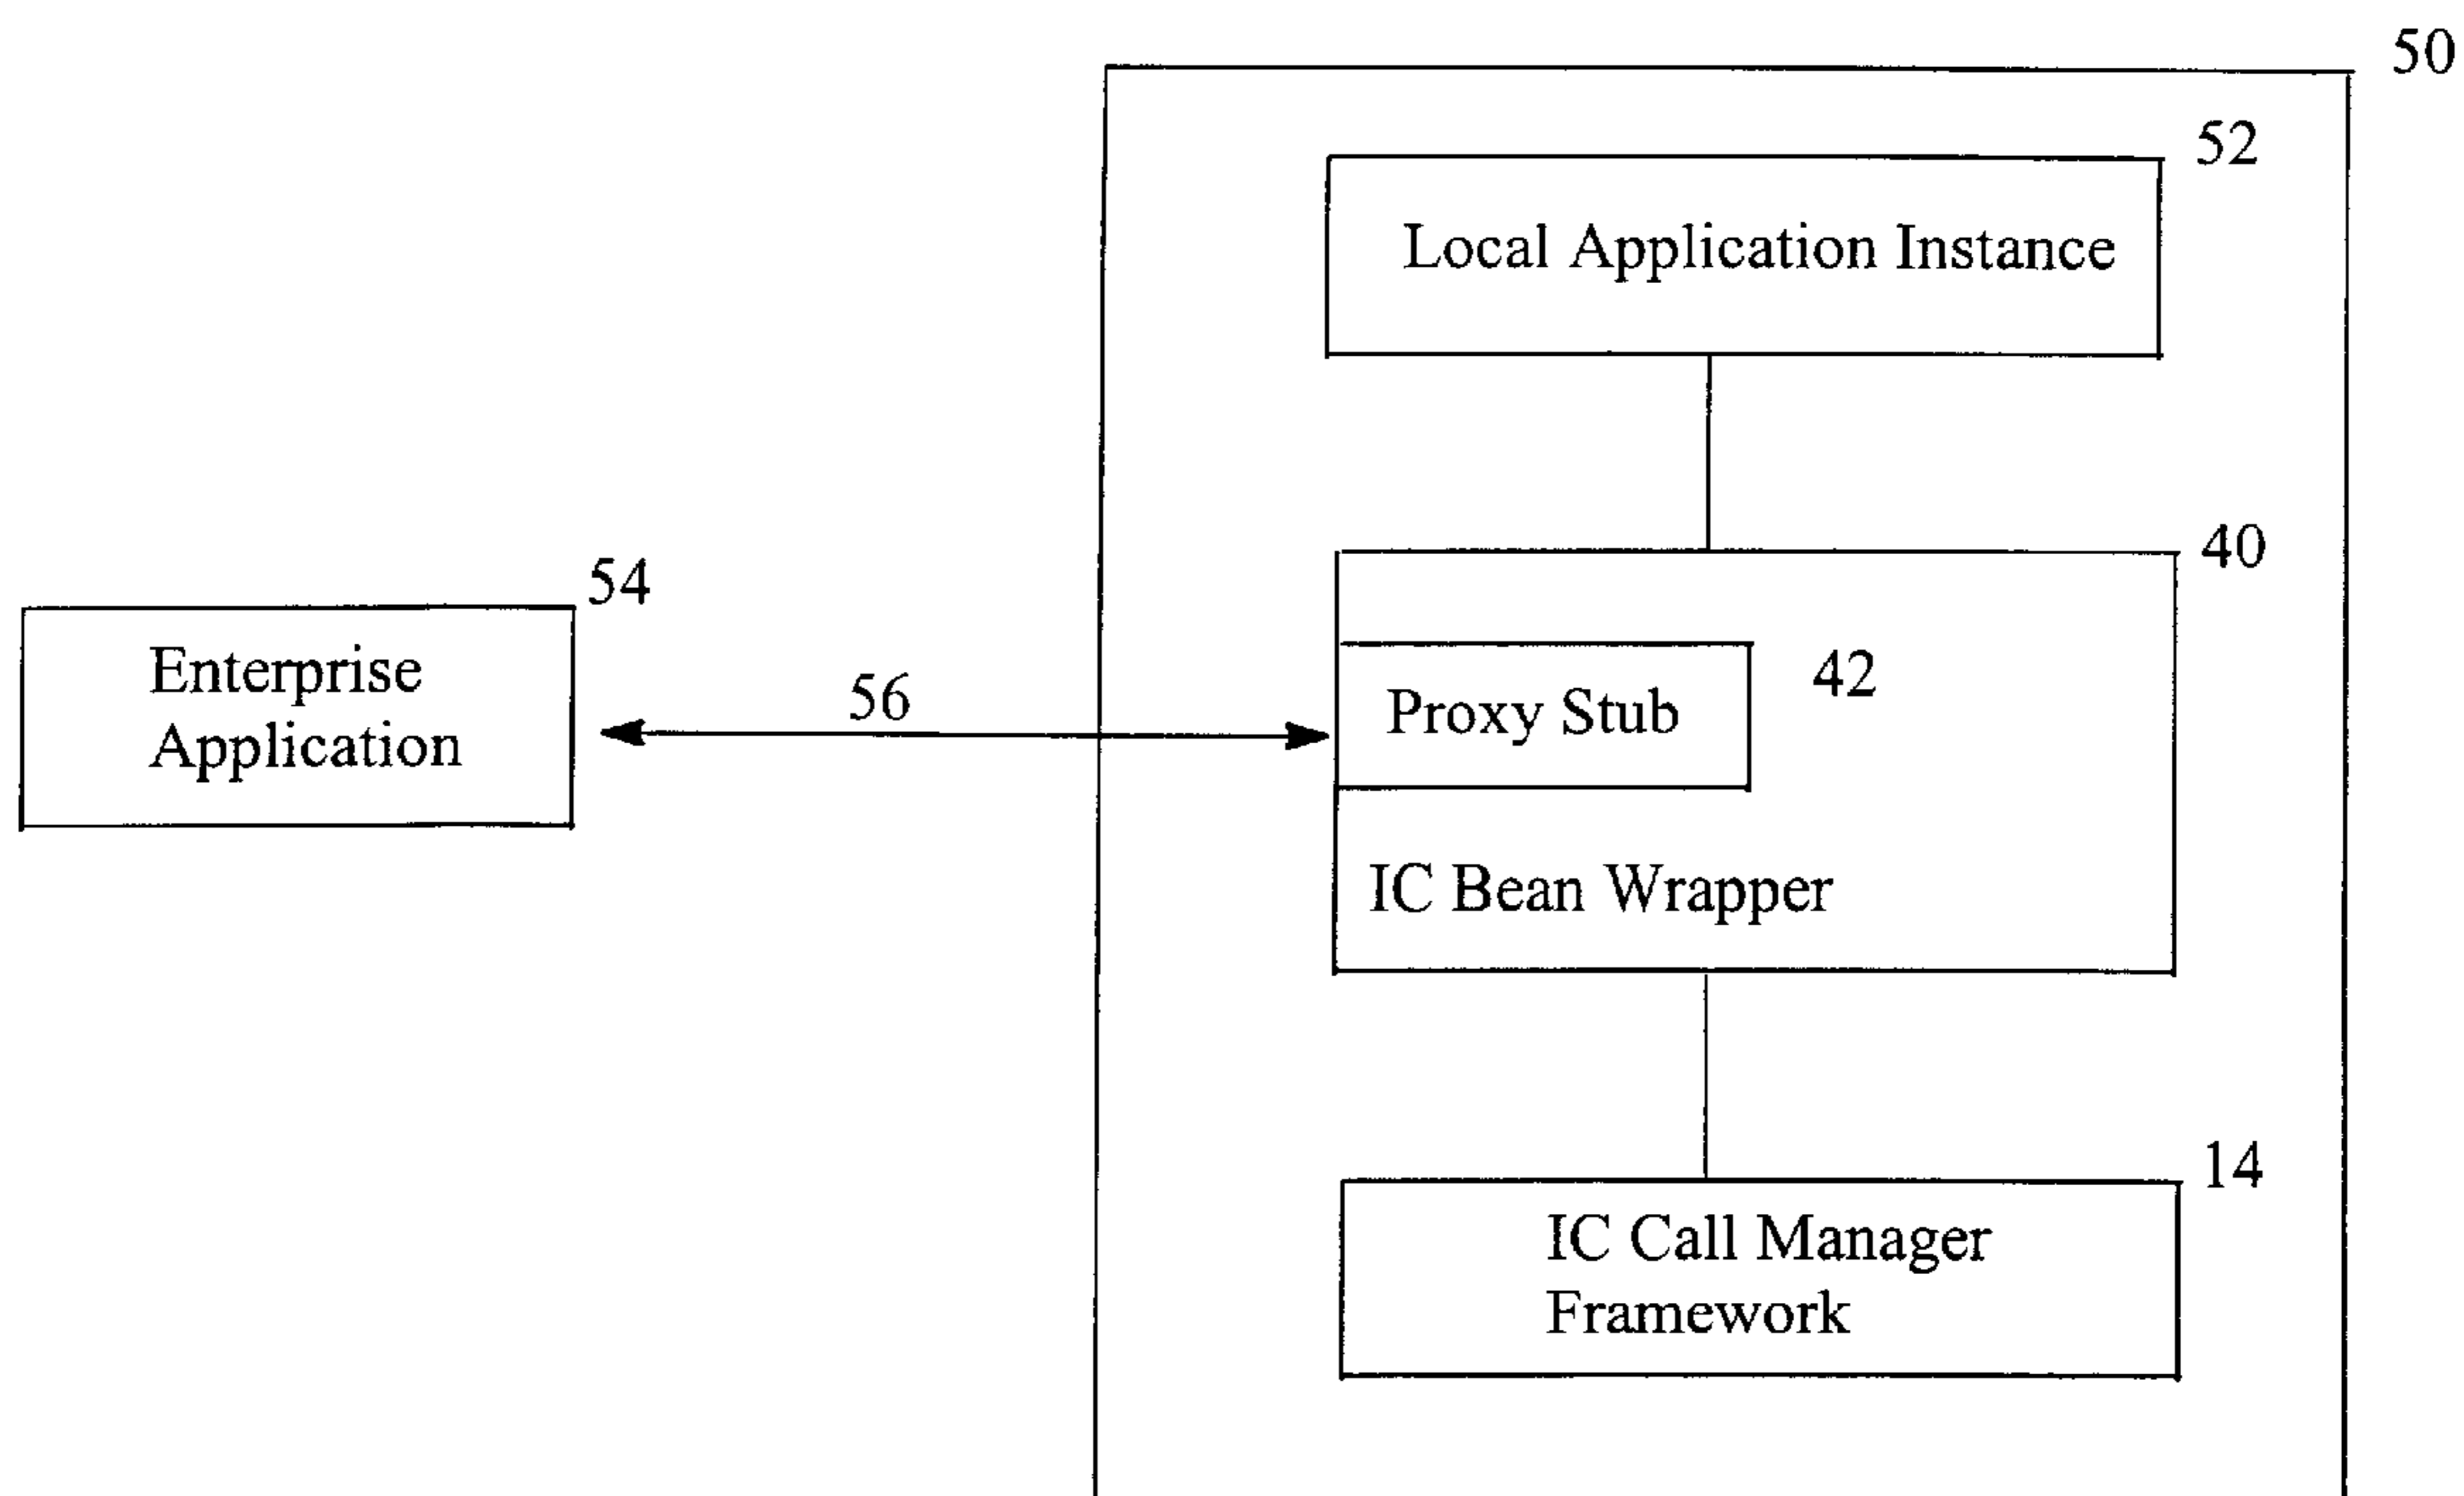 50
52
Local Application Instance
40
54
Enterprise
Application
56
42
Proxy Stub
IC Bean Wrapper
14
IC Call Manager
Framework